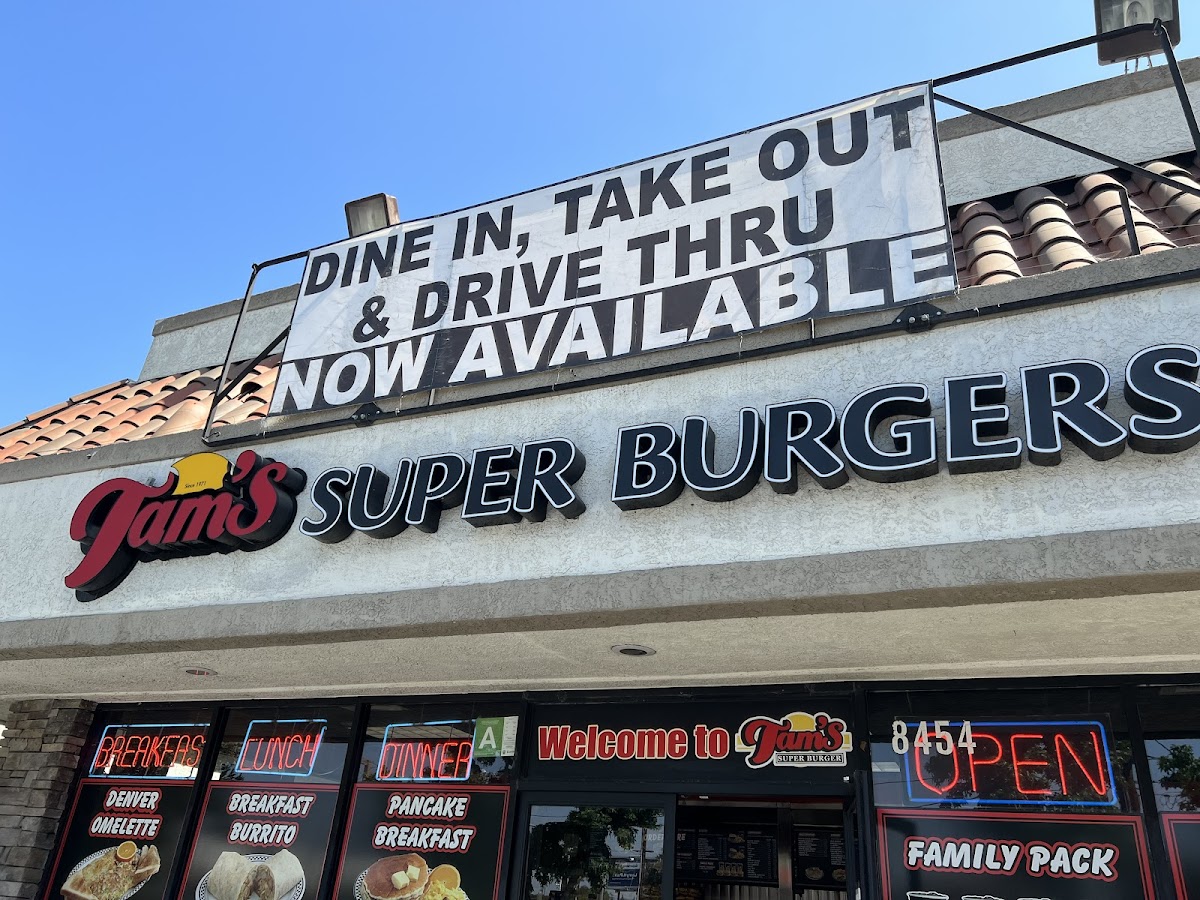 DINE IN, TAKE OUT
& DRIVE THRU
NOW AVAILABLE
Tam's SUPER BURGERS
Since 1971
BREAKFAS
LUNCH
DINNER
A
Welcome to Tam's
SUPER BURGER
8454
OPEN
DENVER
OMELETTE
BREAKFAST
BURRITO
PANCAKE
BREAKFAST
FAMILY PACK